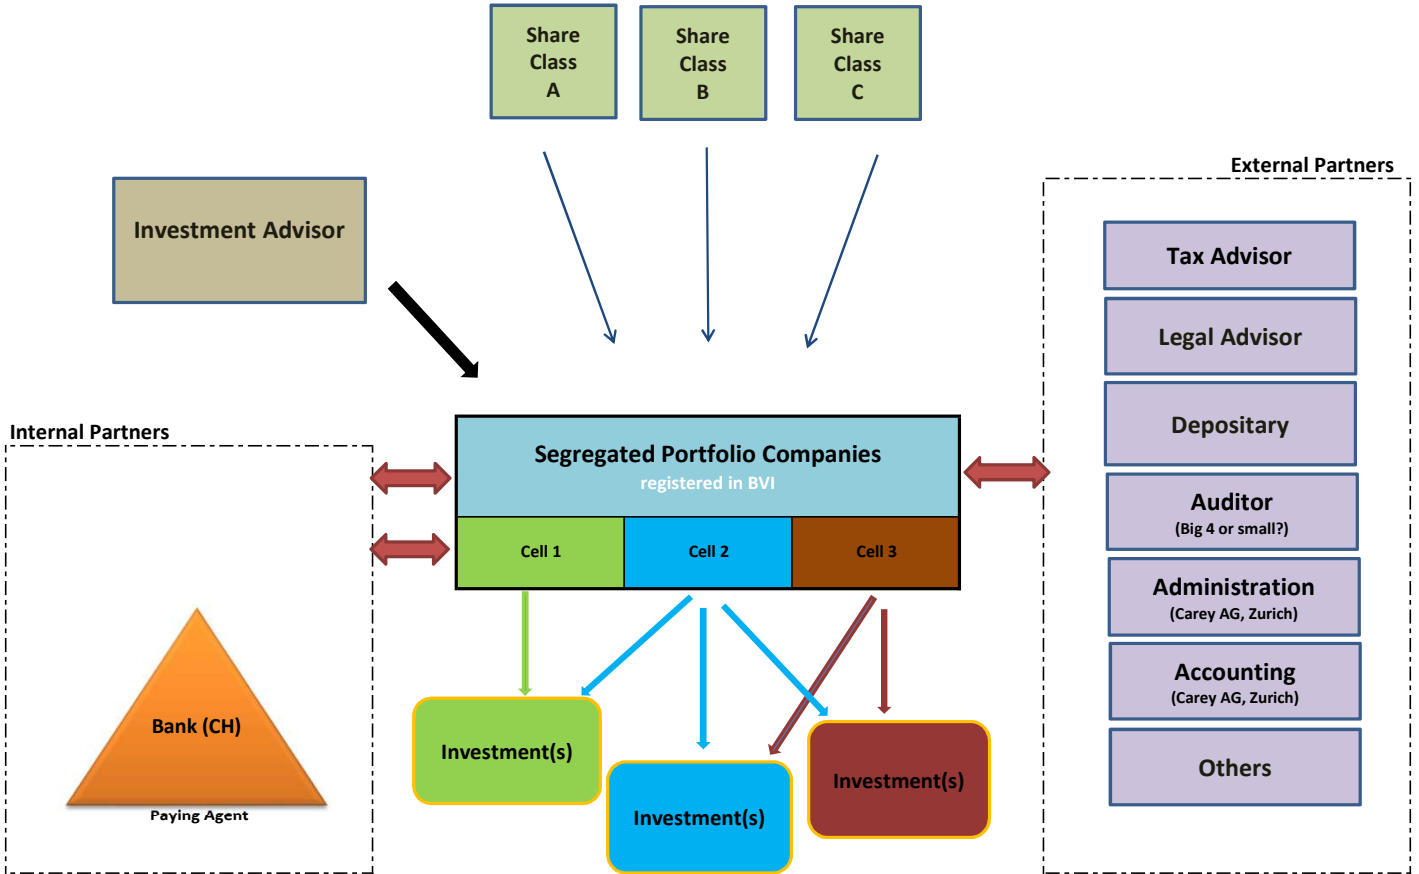 Share
Class
A
Share
Class
B
Share
Class
C
External Partners
Investment Advisor
Tax Advisor
Legal Advisor
Depositary
Auditor
(Big 4 or small?)
Administration
(Carey AG, Zurich)
Accounting
(Carey AG, Zurich)
Others
Internal Partners
Segregated Portfolio Companies
registered in BVI
Cell 1
Cell 2
Cell 3
Bank (CH)
Paying Agent
Investment(s)
Investment(s)
Investment(s)